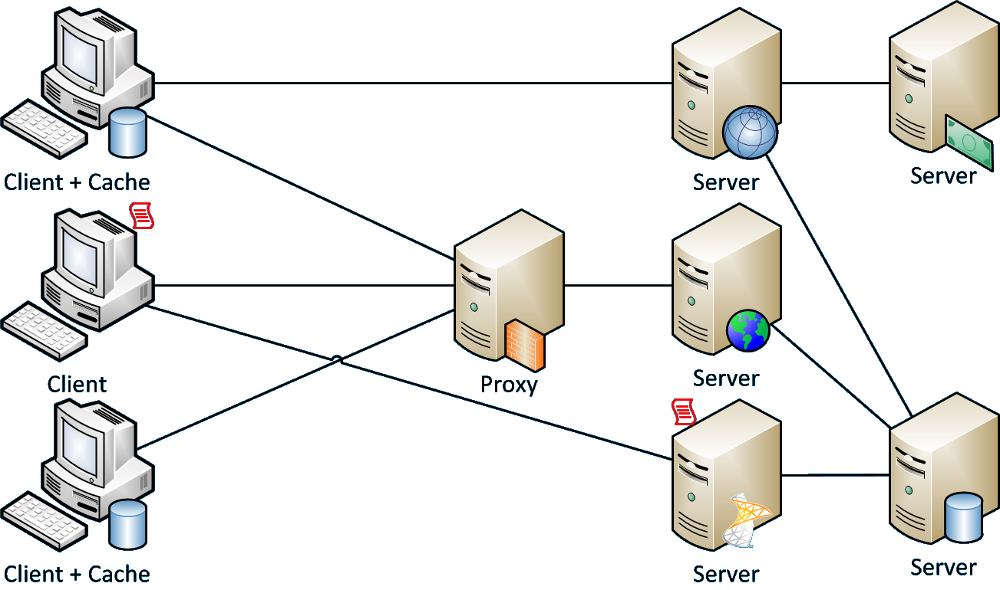 Client + Cache
Server
Server
Client
Proxy
Server
Client + Cache
Server
Server